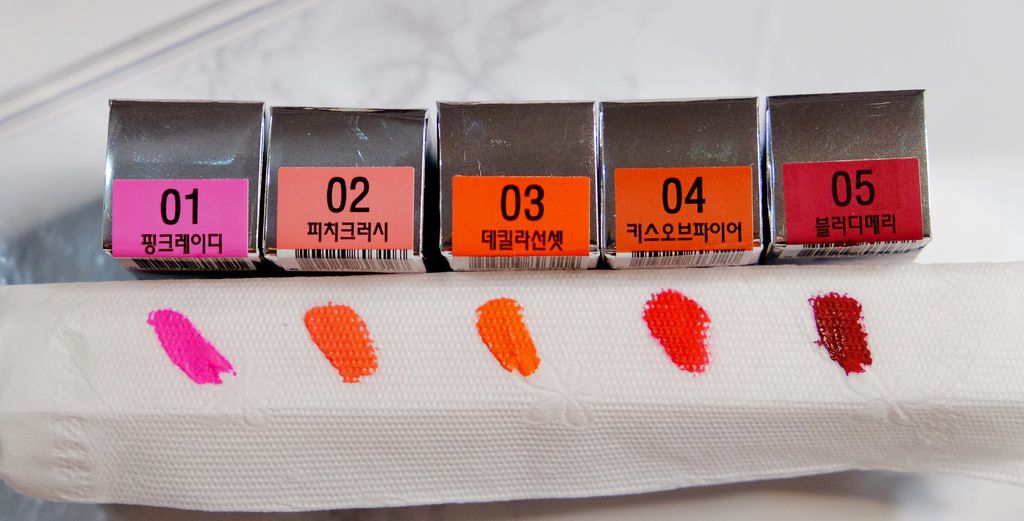 01
핑크레이디
02
피치크러시
03
데킬라선셋
04
키스오브파이어
05
블러디메리